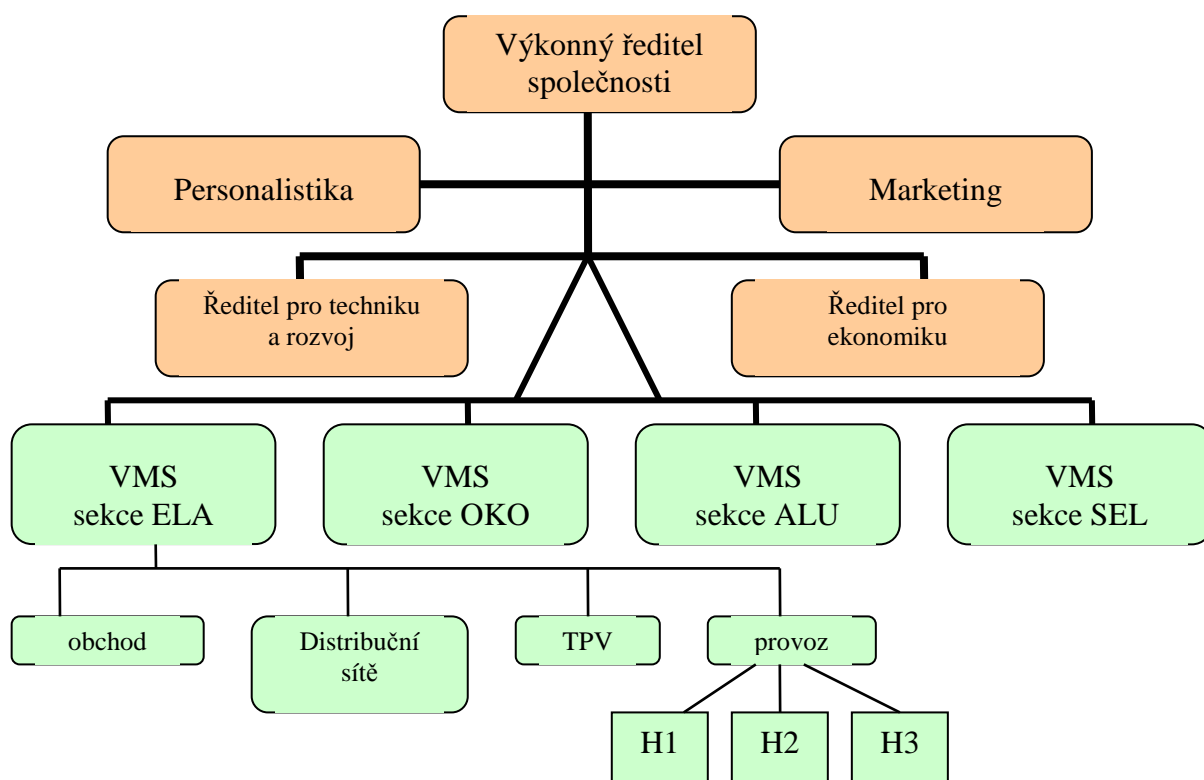 Výkonný ředitel
společnosti
Personalistika
Marketing
Ředitel pro techniku
a rozvoj
Ředitel pro
ekonomiku
VMS
sekce ELA
VMS
sekce OKO
VMS
sekce ALU
VMS
sekce SEL
obchod
Distribuční
sítě
TPV
provoz
H1
H2
H3